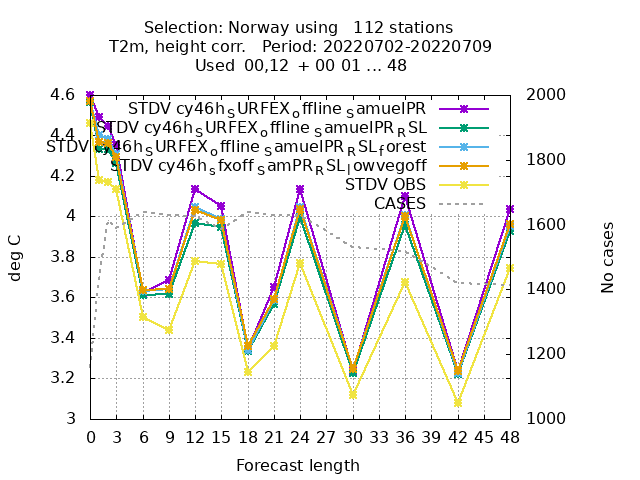 Selection: Norway using 112 stations
T2m, height corr. Period: 20220702-20220709
Used 00,12 + 00 01 ... 48
STDV cy46h_SURFEX_offline_samuelPR
STDV cy46h_SURFEX_offline_samuelPR_RSL
STDV cy46h_SURFEX_offline_samuelPR_RSL_forest
STDV cy46h_sfxoff_samPR_RSL_lowvegoff
STDV OBS
CASES
4.6
4.4
4.2
4
3.8
3.6
3.4
3.2
3
2000
1800
1600
1400
1200
1000
deg C
No cases
0 3 6 9 12 15 18 21 24 27 30 33 36 39 42 45 48
Forecast length